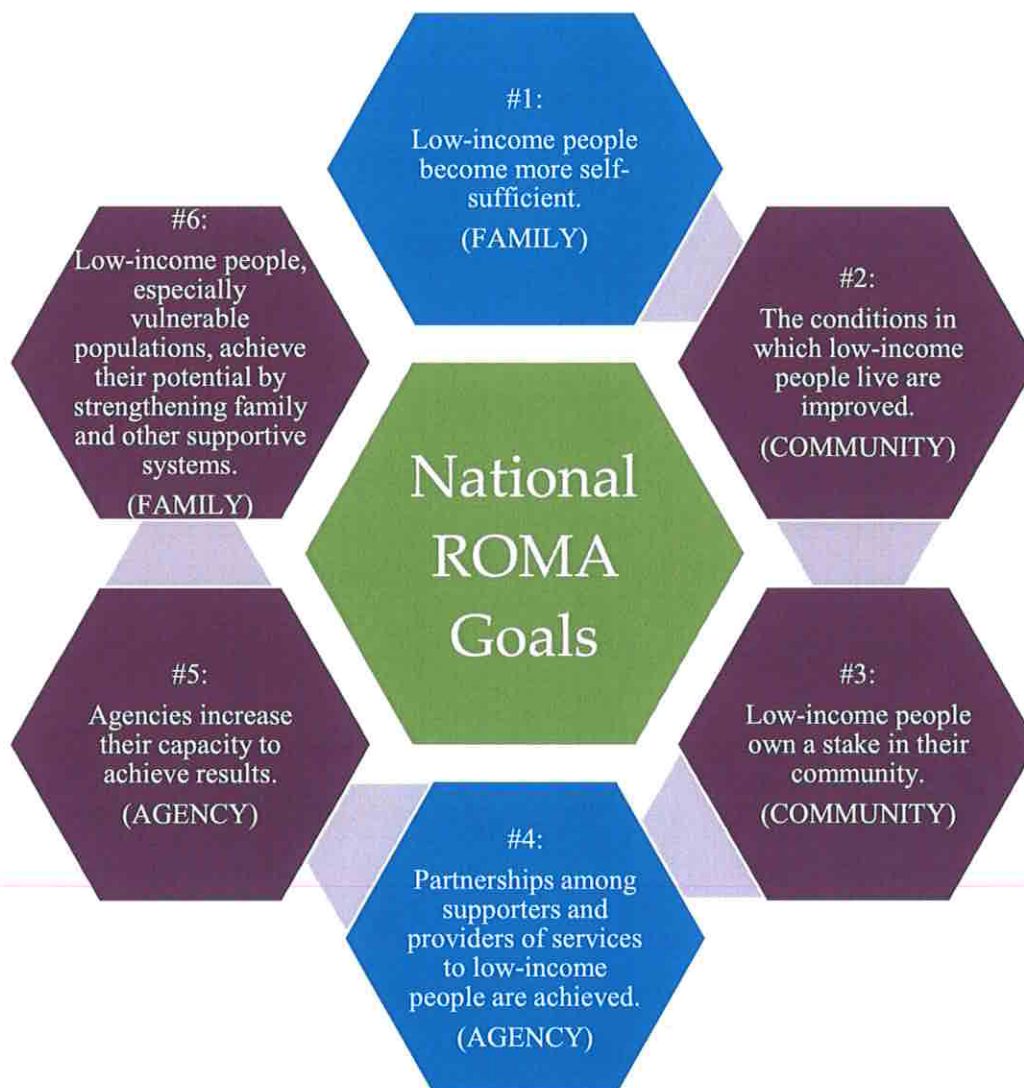 #1:
Low-income people
become more self-
sufficient.
(FAMILY)
#2:
The conditions in
which low-income
people live are
improved.
(COMMUNITY)
#3:
Low-income people
own a stake in their
community.
(COMMUNITY)
#4:
Partnerships among
supporters and
providers of services
to low-income
people are achieved.
(AGENCY)
#5:
Agencies increase
their capacity to
achieve results.
(AGENCY)
#6:
Low-income people,
especially
vulnerable
populations, achieve
their potential by
strengthening family
and other supportive
systems.
(FAMILY)
National
ROMA
Goals